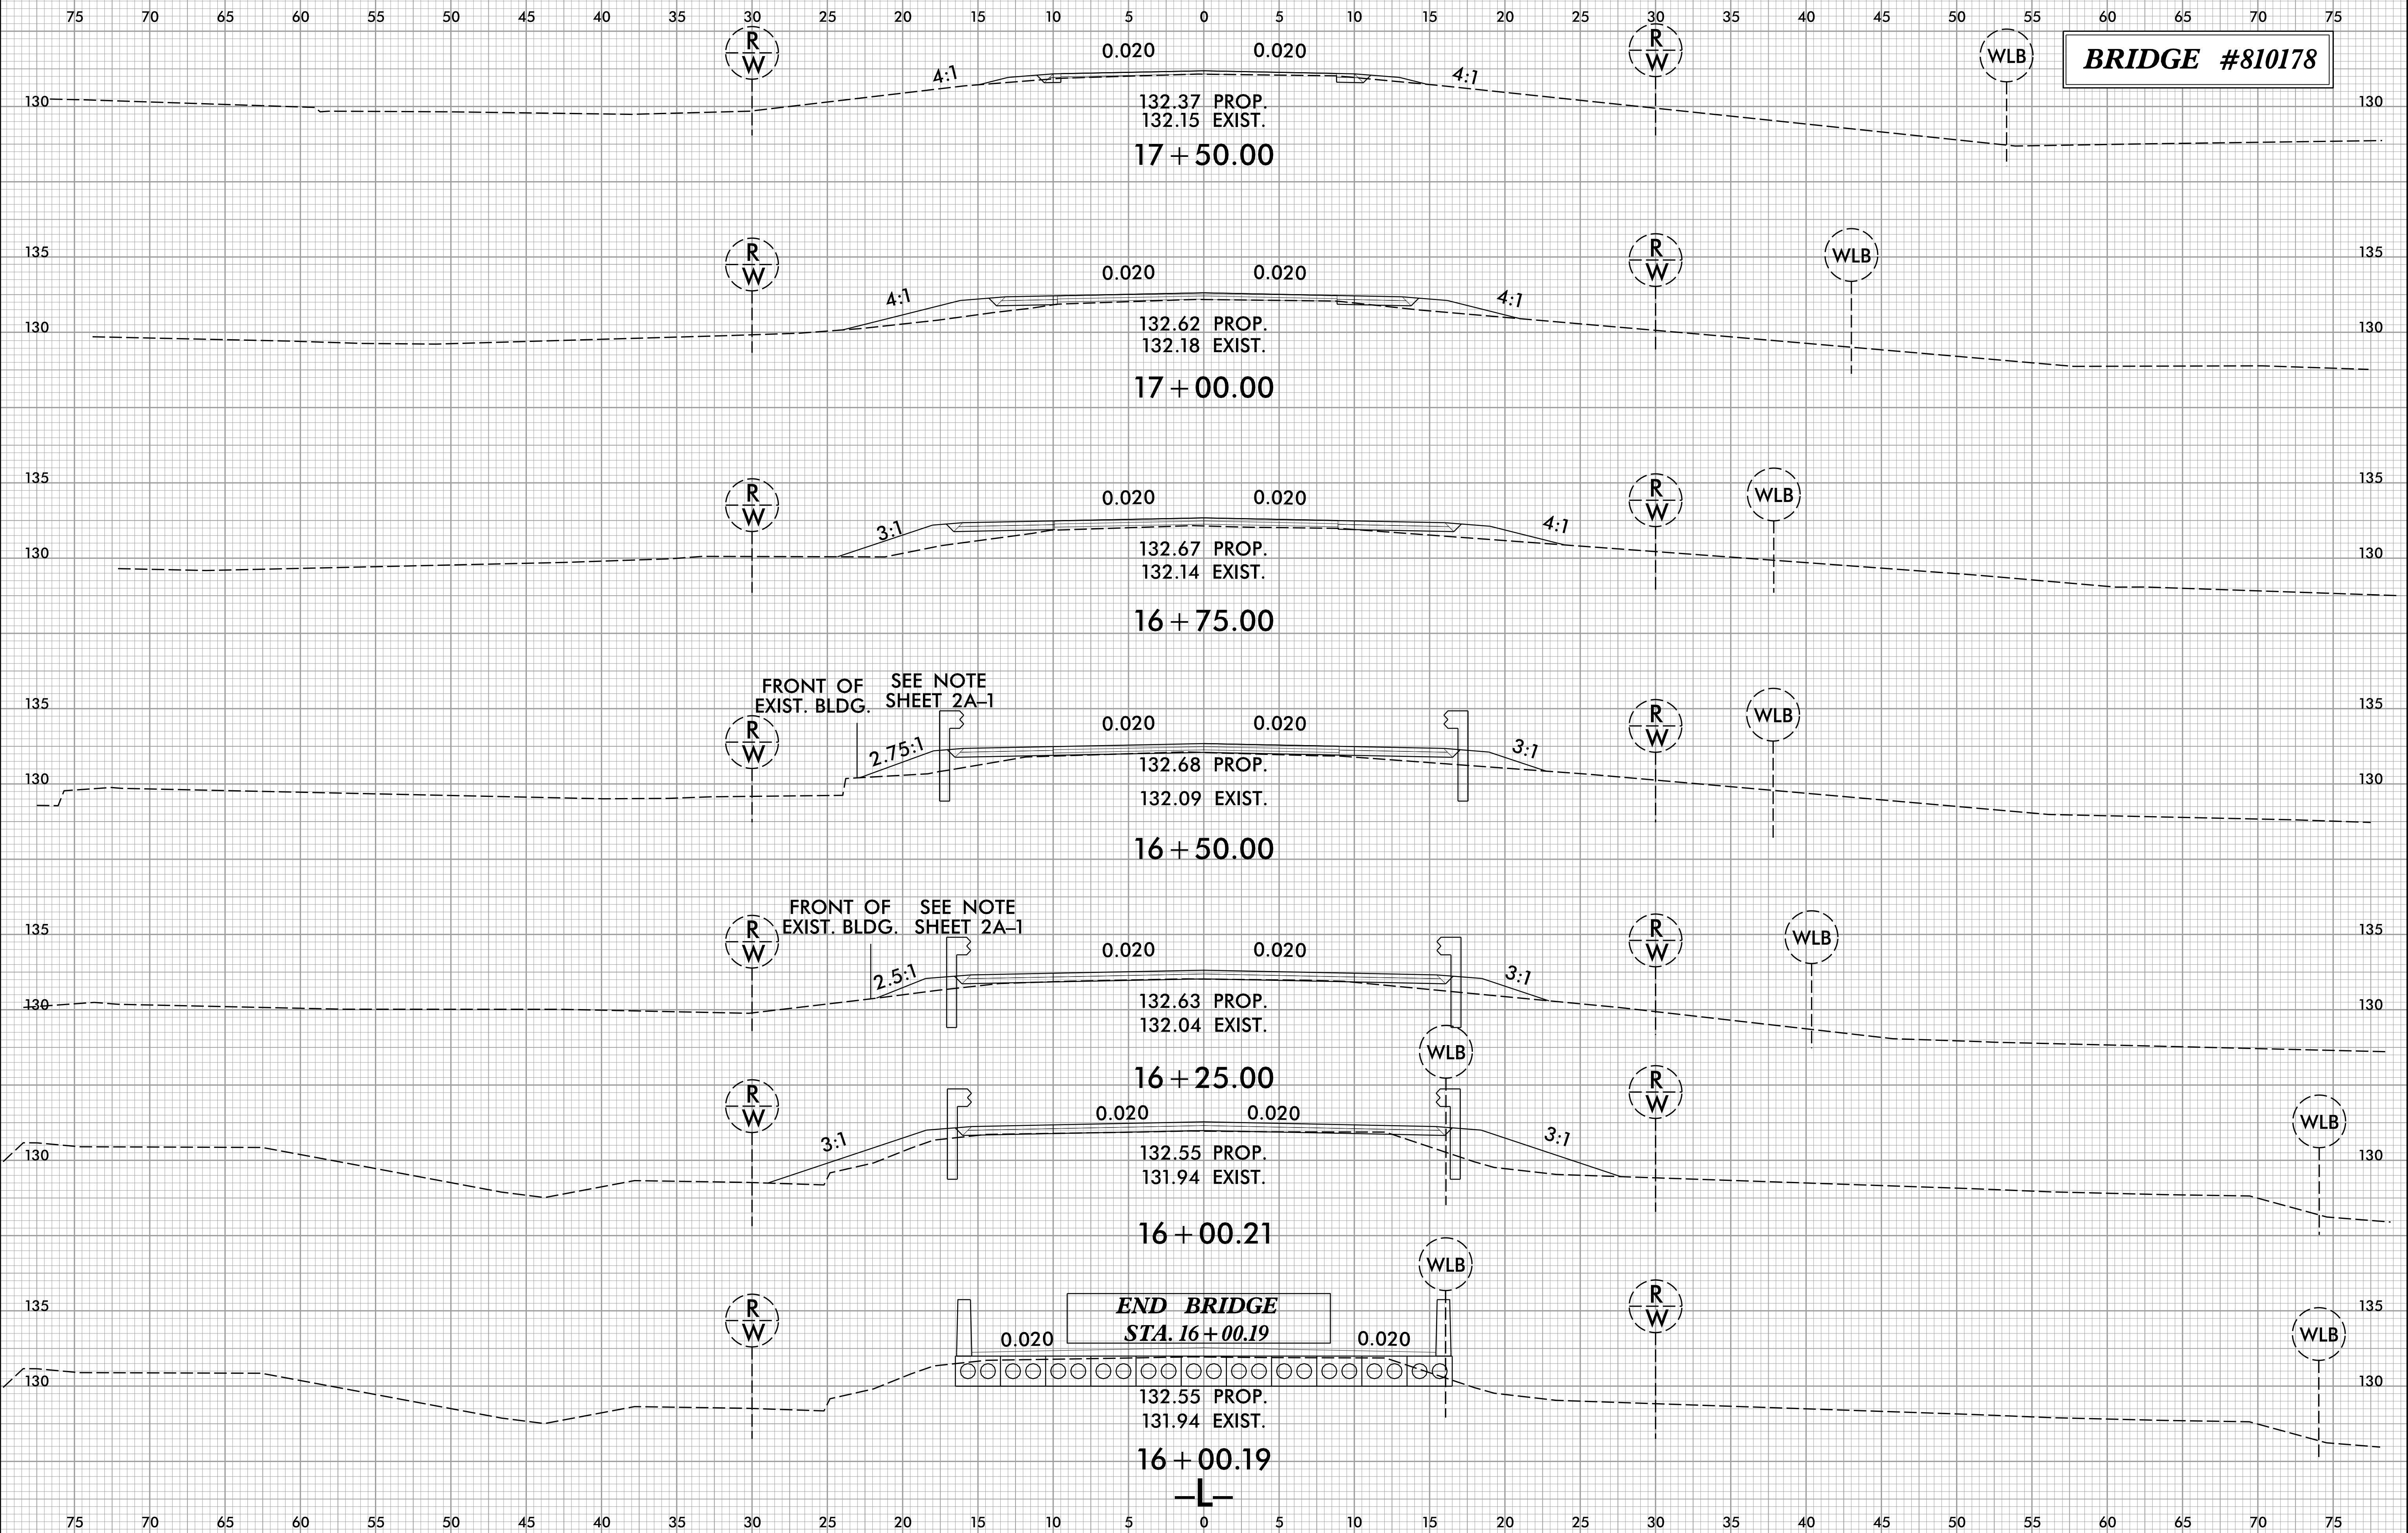 75 70 65 60 55 50 45 40 35 30 25 20 15 10 5 0 5 10 15 20 25 30 35 40 45 50 55 60 65 70 75
R W R W WLB
BRIDGE #810178
0.020 0.020
4:1 4:1
130 130
132.37 PROP.
132.15 EXIST.
17+50.00
135 135
R W R W WLB
0.020 0.020
4:1 4:1
130 130
132.62 PROP.
132.18 EXIST.
17+00.00
135 135
R W R W WLB
0.020 0.020
3:1 4:1
130 130
132.67 PROP.
132.14 EXIST.
16+75.00
FRONT OF
EXIST. BLDG.
SEE NOTE
SHEET 2A-1
135 135
R W R W WLB
0.020 0.020
2.75:1 3:1
130 130
132.68 PROP.
132.09 EXIST.
16+50.00
FRONT OF
EXIST. BLDG.
SEE NOTE
SHEET 2A-1
135 135
R W R W WLB
0.020 0.020
2.5:1 3:1
130 130
132.63 PROP.
132.04 EXIST.
WLB
16+25.00
R W R W WLB
0.020 0.020
3:1 3:1
130 130
132.55 PROP.
131.94 EXIST.
16+00.21
WLB
135 135
R W R W WLB
END BRIDGE
STA. 16+00.19
0.020 0.020
130 130
132.55 PROP.
131.94 EXIST.
16+00.19
–L–
75 70 65 60 55 50 45 40 35 30 25 20 15 10 5 0 5 10 15 20 25 30 35 40 45 50 55 60 65 70 75